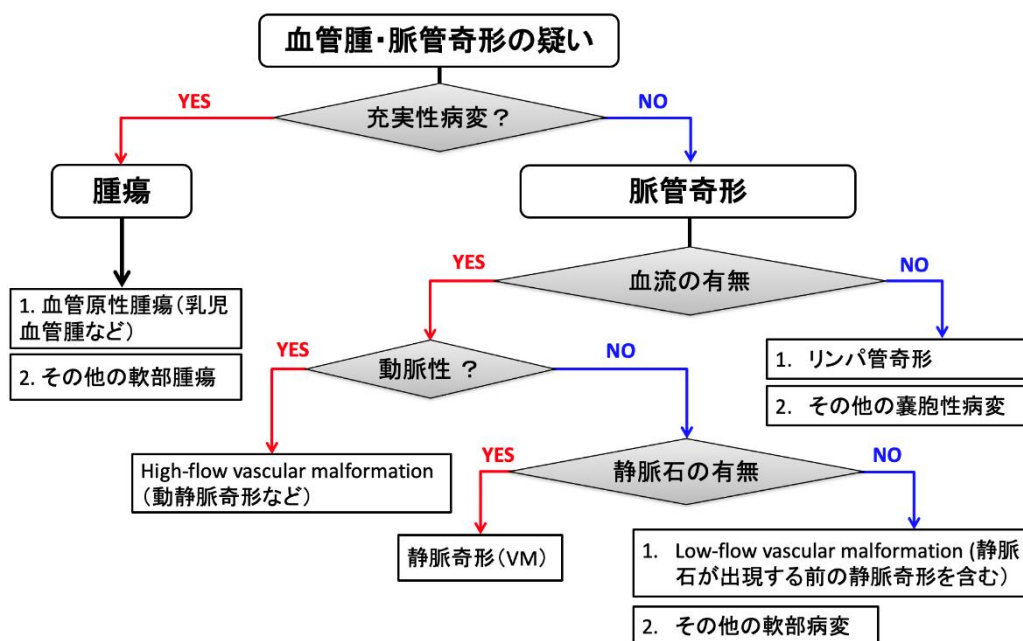 血管腫・脈管奇形の疑い
YES
充実性病変？
NO
腫瘍
脈管奇形
YES
血流の有無
NO
1. 血管原性腫瘍（乳児
血管腫など）
2. その他の軟部腫瘍
YES
動脈性 ？
NO
1. リンパ管奇形
2. その他の嚢胞性病変
High-flow vascular malformation
（動静脈奇形など）
YES
静脈石の有無
NO
静脈奇形（VM）
1. Low-flow vascular malformation (静脈
石が出現する前の静脈奇形を含む）
2. その他の軟部病変